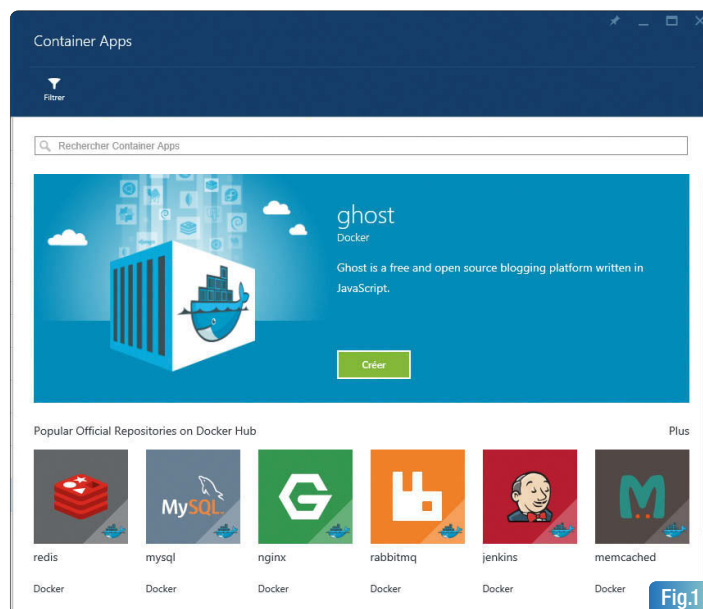 Container Apps
Filtrer
Rechercher Container Apps
ghost
Docker
Ghost is a free and open source blogging platform written in
JavaScript.
Créer
Popular Official Repositories on Docker Hub
Plus
MySQL
redis
mysql
nginx
rabbitmq
jenkins
memcached
Docker
Docker
Docker
Docker
Docker
Docker
Fig.1